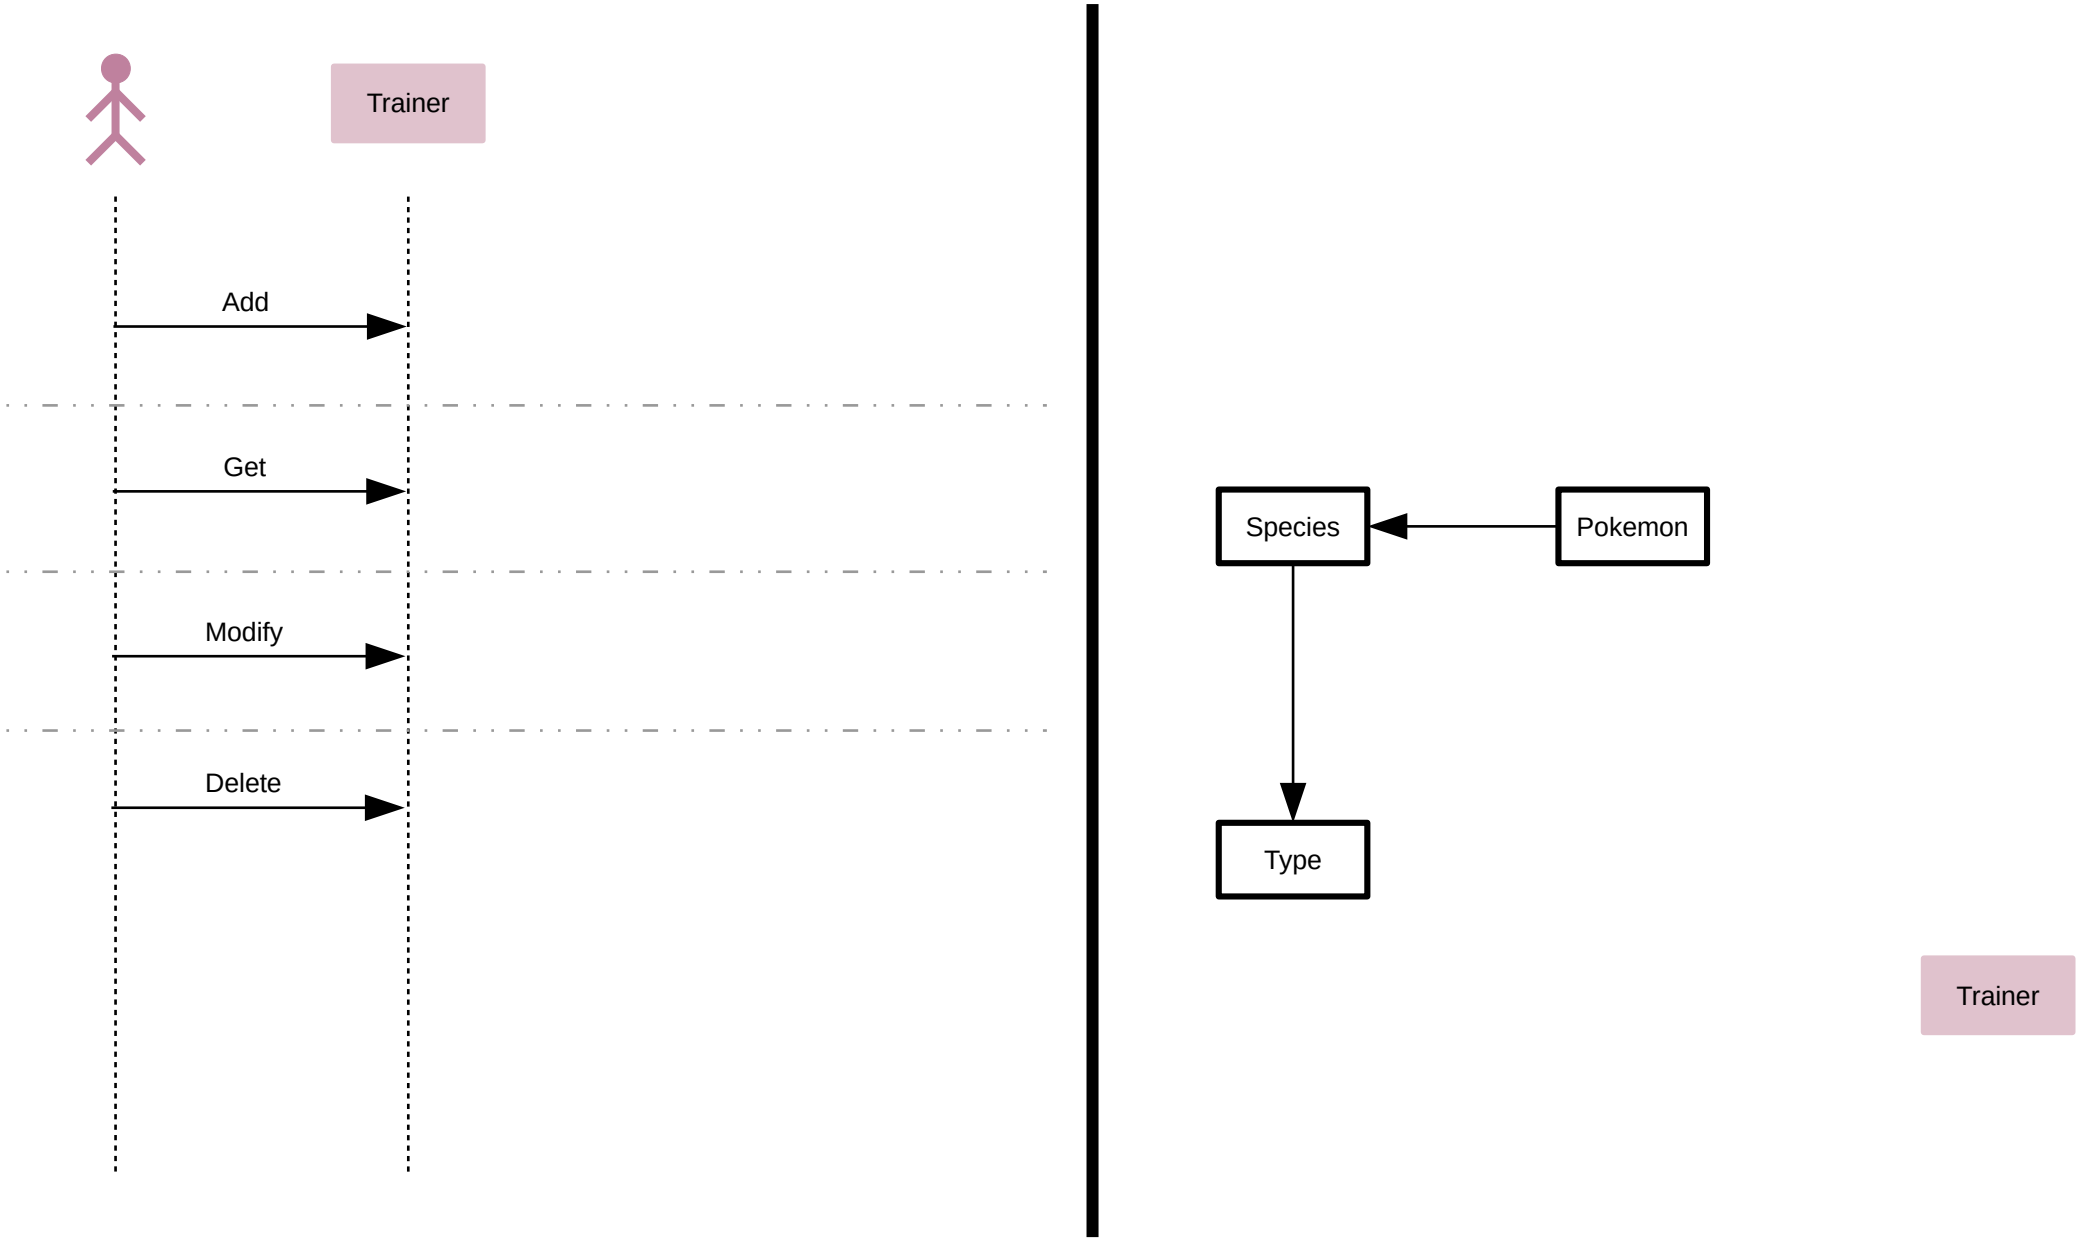 Trainer
Add
Get
Modify
Delete
Species
Pokemon
Type
Trainer